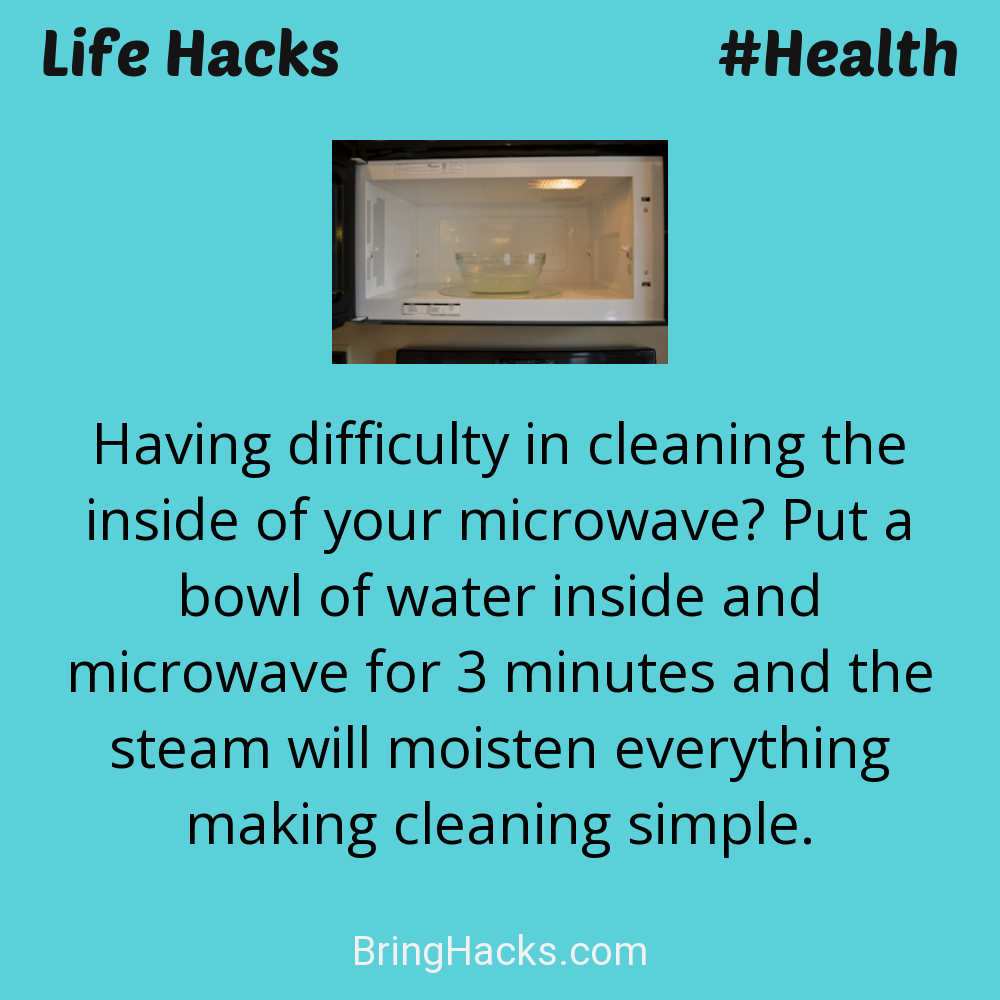 Life Hacks #Health
Having difficulty in cleaning the
inside of your microwave? Put a
bowl of water inside and
microwave for 3 minutes and the
steam will moisten everything
making cleaning simple.
BringHacks.com